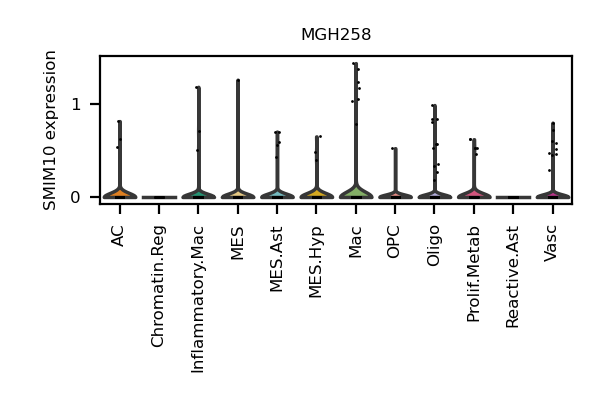 MGH258
SMIM10 expression
1
0
AC
Chromatin.Reg
Inflammatory.Mac
MES
MES.Ast
MES.Hyp
Mac
OPC
Oligo
Prolif.Metab
Reactive.Ast
Vasc